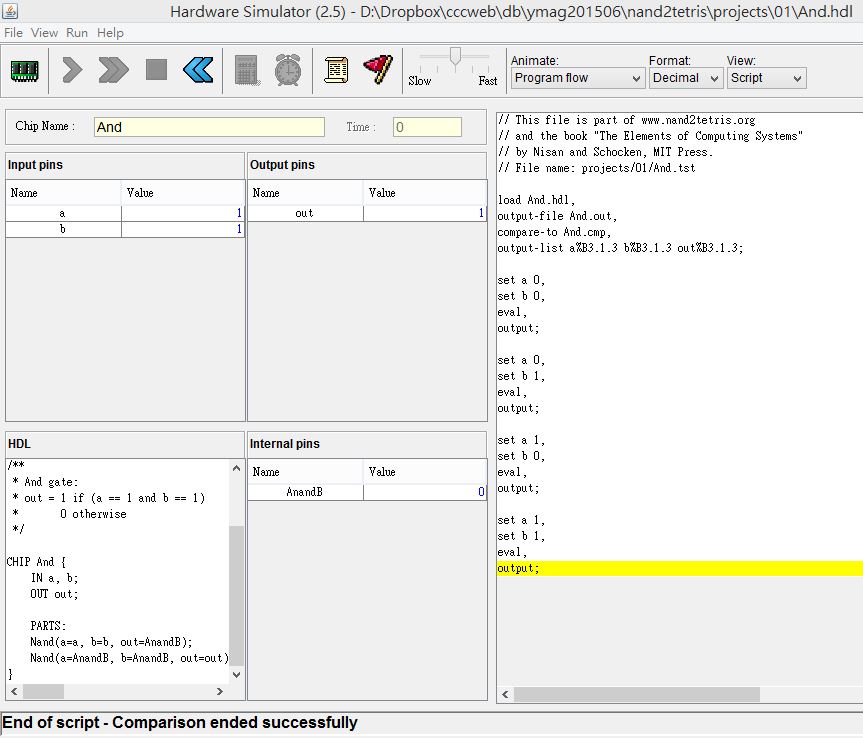 Hardware Simulator (2.5) - D:\Dropbox\cccweb\db\ymag201506\nand2tetris\projects\01\And.hdl
File View Run Help
Animate: Format: View:
Slow Fast Program flow Decimal Script
Chip Name : And Time : 0
Input pins
Name Value
a 1
b 1
Output pins
Name Value
out 1
HDL
/**
* And gate:
* out = 1 if (a == 1 and b == 1)
* 0 otherwise
*/
CHIP And {
IN a, b;
OUT out;
PARTS:
Nand(a=a, b=b, out=AnandB);
Nand(a=AnandB, b=AnandB, out=out)
}
Internal pins
Name Value
AnandB 0
// This file is part of www.nand2tetris.org
// and the book "The Elements of Computing Systems"
// by Nisan and Schocken, MIT Press.
// File name: projects/01/And.tst
load And.hdl,
output-file And.out,
compare-to And.cmp,
output-list a%B3.1.3 b%B3.1.3 out%B3.1.3;
set a 0,
set b 0,
eval,
output;
set a 0,
set b 1,
eval,
output;
set a 1,
set b 0,
eval,
output;
set a 1,
set b 1,
eval,
output;
End of script - Comparison ended successfully